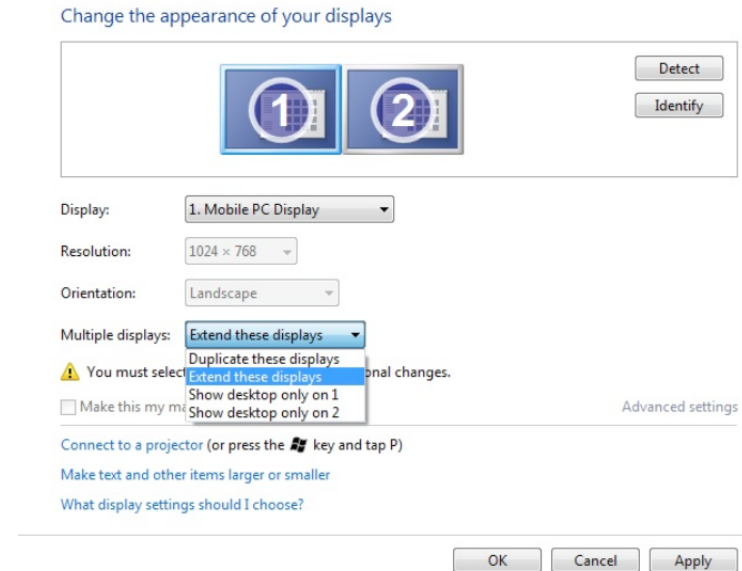 Change the appearance of your displays
Detect
1 2
Identify
Display: 1. Mobile PC Display
Resolution: 1024 × 768
Orientation: Landscape
Multiple displays: Extend these displays
Duplicate these displays
You must select onal changes.
Extend these displays
Show desktop only on 1
Make this my Advanced settings
Show desktop only on 2
Connect to a projector (or press the key and tap P)
Make text and other items larger or smaller
What display settings should I choose?
OK Cancel Apply